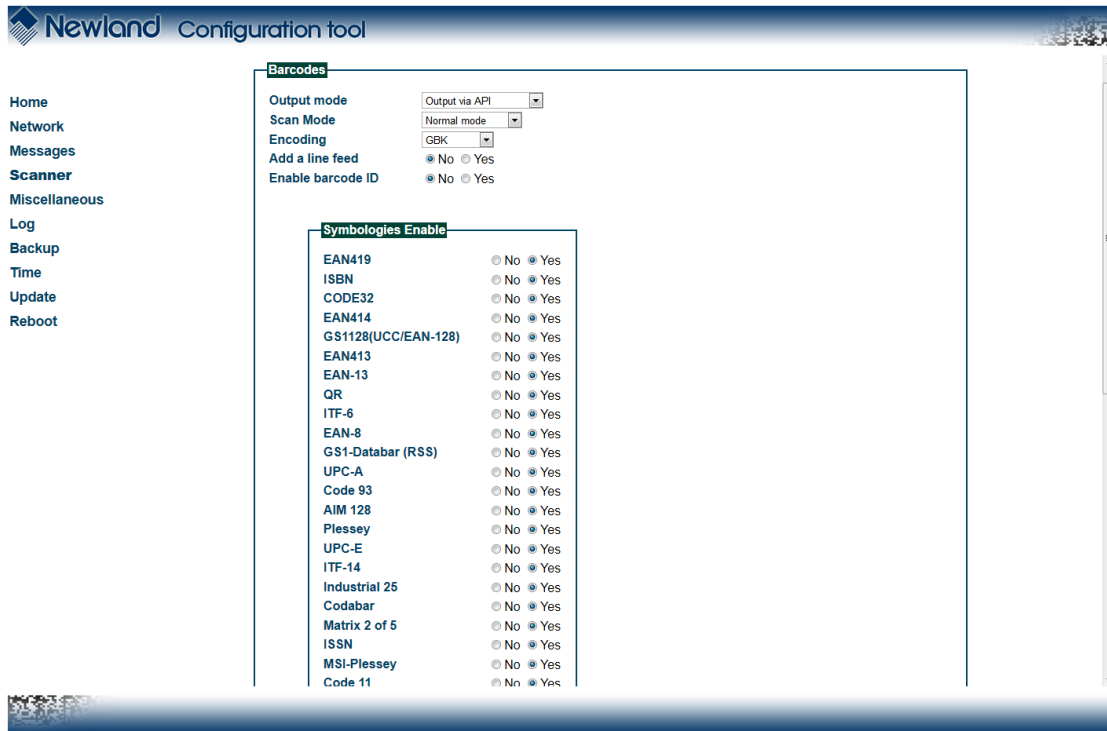 Newland Configuration tool
Home
Network
Messages
Scanner
Miscellaneous
Log
Backup
Time
Update
Reboot
Barcodes
Output mode Output via API
Scan Mode Normal mode
Encoding GBK
Add a line feed No Yes
Enable barcode ID No Yes
Symbologies Enable
EAN419 No Yes
ISBN No Yes
CODE32 No Yes
EAN414 No Yes
GS1128(UCC/EAN-128) No Yes
EAN413 No Yes
EAN-13 No Yes
QR No Yes
ITF-6 No Yes
EAN-8 No Yes
GS1-Databar (RSS) No Yes
UPC-A No Yes
Code 93 No Yes
AIM 128 No Yes
Plessey No Yes
UPC-E No Yes
ITF-14 No Yes
Industrial 25 No Yes
Codabar No Yes
Matrix 2 of 5 No Yes
ISSN No Yes
MSI-Plessey No Yes
Code 11 No Yes